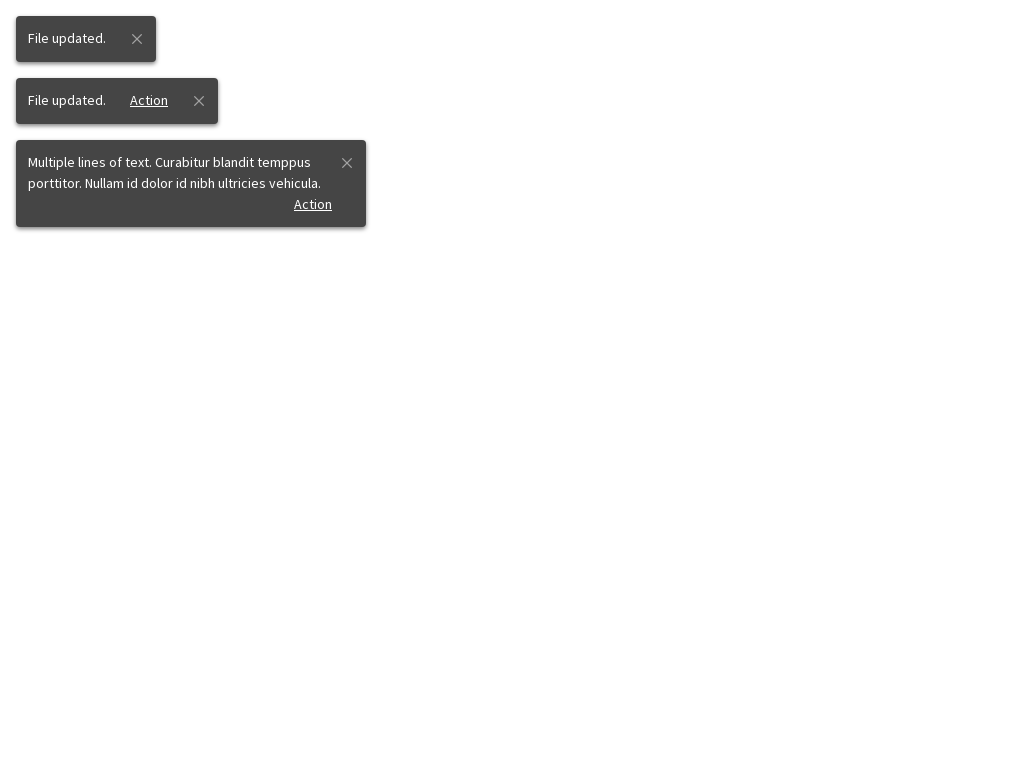 File updated.
File updated. Action
Multiple lines of text. Curabitur blandit temppus
porttitor. Nullam id dolor id nibh ultricies vehicula.
Action